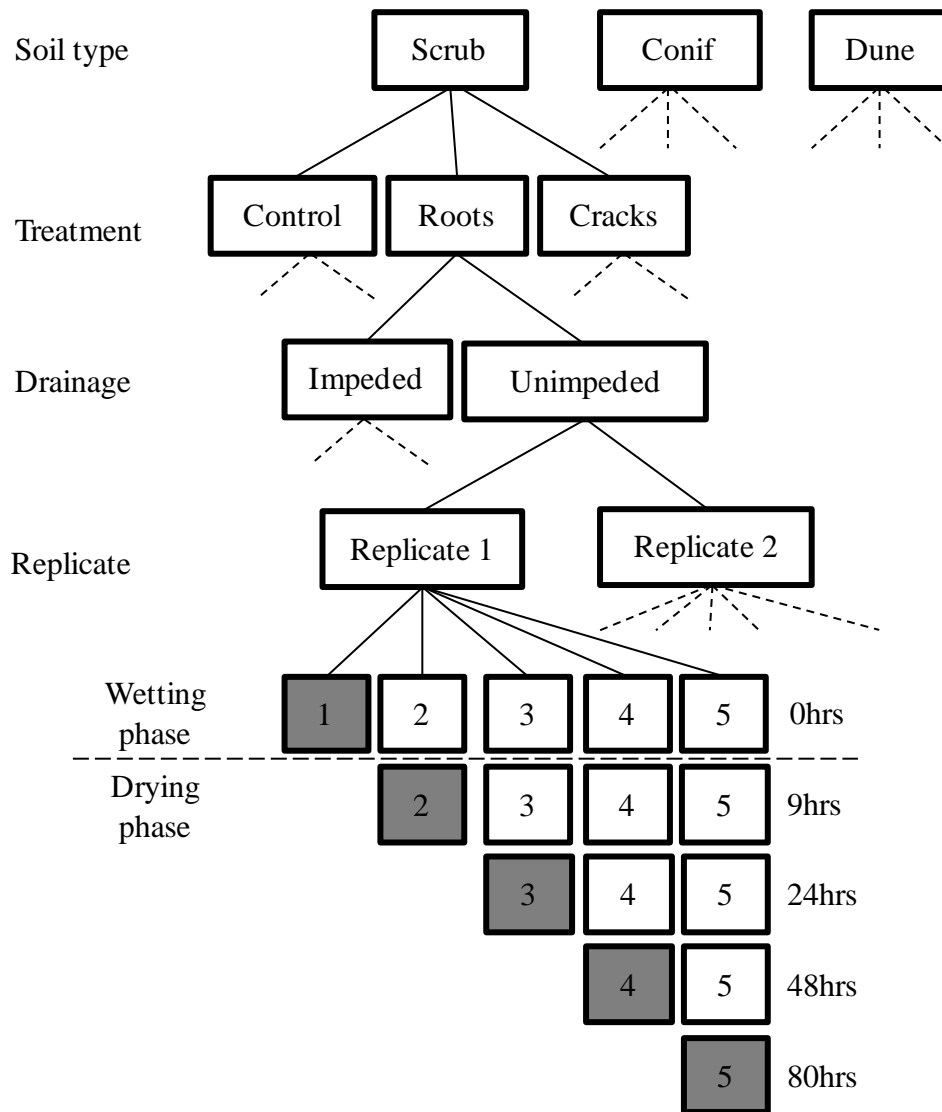 Soil type
Scrub
Conif
Dune
Treatment
Control
Roots
Cracks
Drainage
Impeded
Unimpeded
Replicate
Replicate 1
Replicate 2
Wetting
phase
1
2
3
4
5
0hrs
Drying
phase
2
3
4
5
9hrs
3
4
5
24hrs
4
5
48hrs
5
80hrs